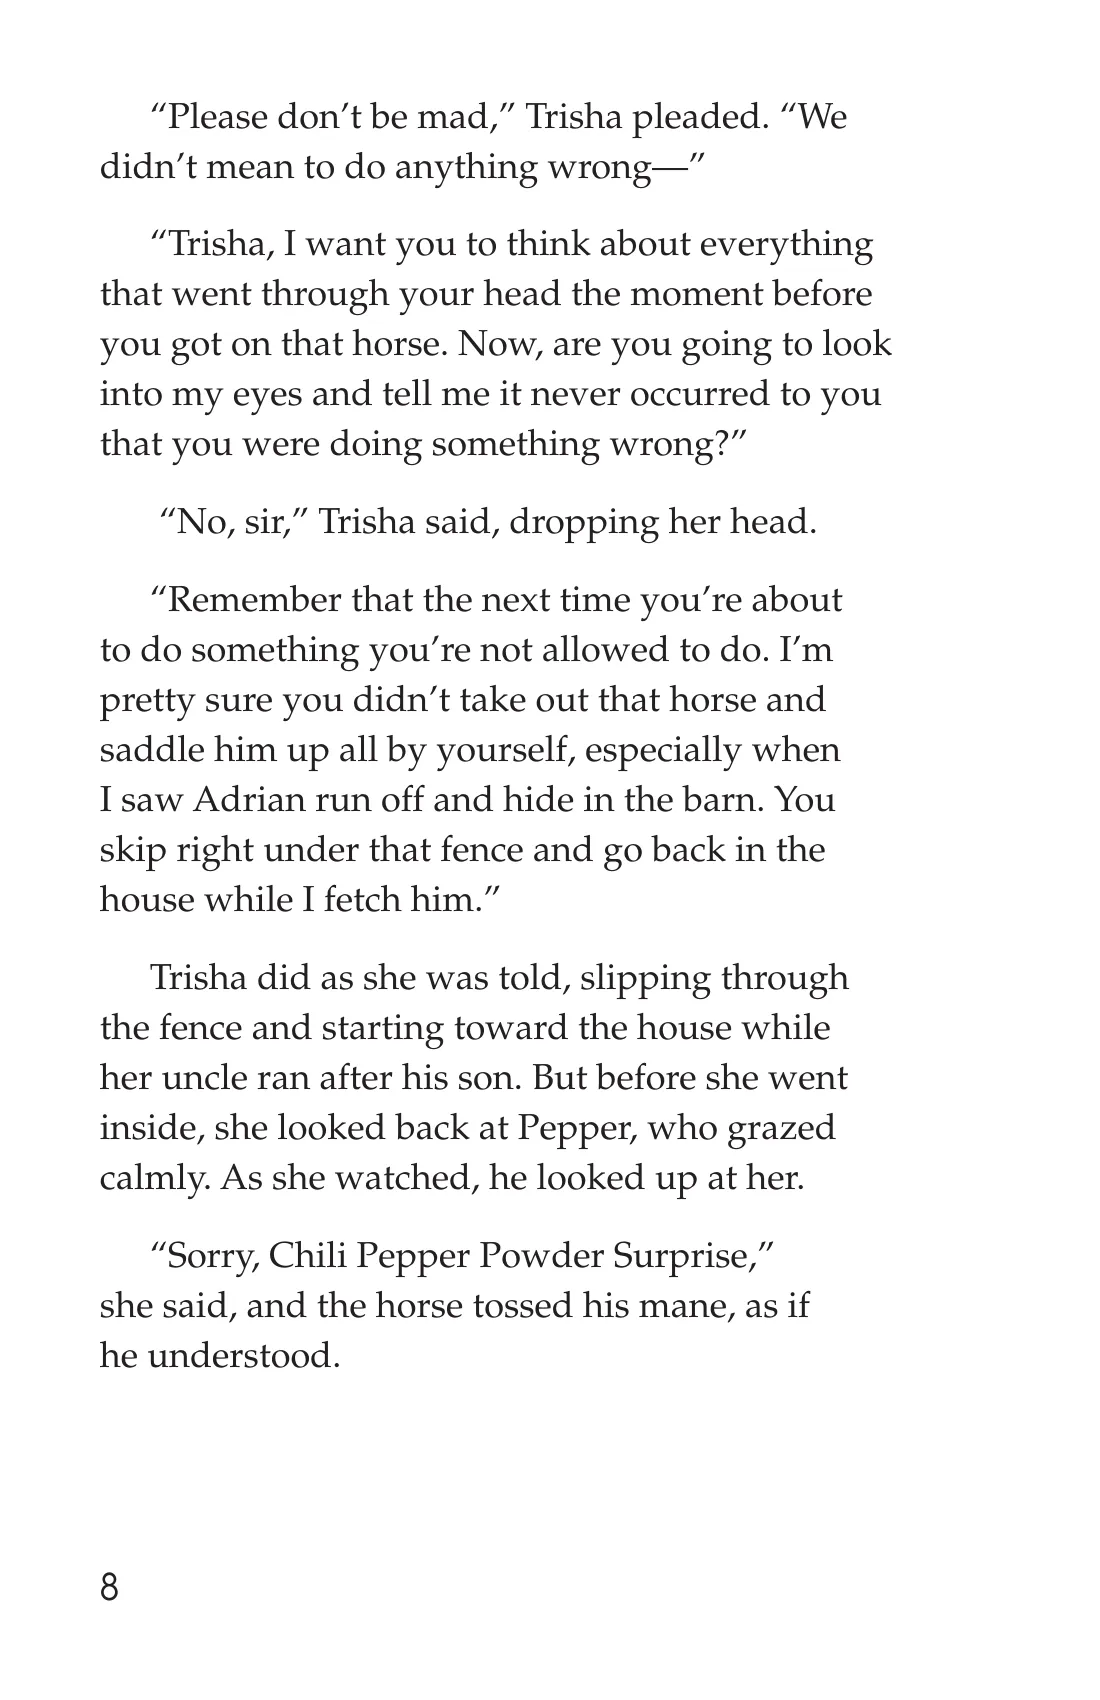 “Please don’t be mad,” Trisha pleaded. “We
didn’t mean to do anything wrong—”
“Trisha, I want you to think about everything
that went through your head the moment before
you got on that horse. Now, are you going to look
into my eyes and tell me it never occurred to you
that you were doing something wrong?”
“No, sir,” Trisha said, dropping her head.
“Remember that the next time you’re about
to do something you’re not allowed to do. I’m
pretty sure you didn’t take out that horse and
saddle him up all by yourself, especially when
I saw Adrian run off and hide in the barn. You
skip right under that fence and go back in the
house while I fetch him.”
Trisha did as she was told, slipping through
the fence and starting toward the house while
her uncle ran after his son. But before she went
inside, she looked back at Pepper, who grazed
calmly. As she watched, he looked up at her.
“Sorry, Chili Pepper Powder Surprise,”
she said, and the horse tossed his mane, as if
he understood.
8